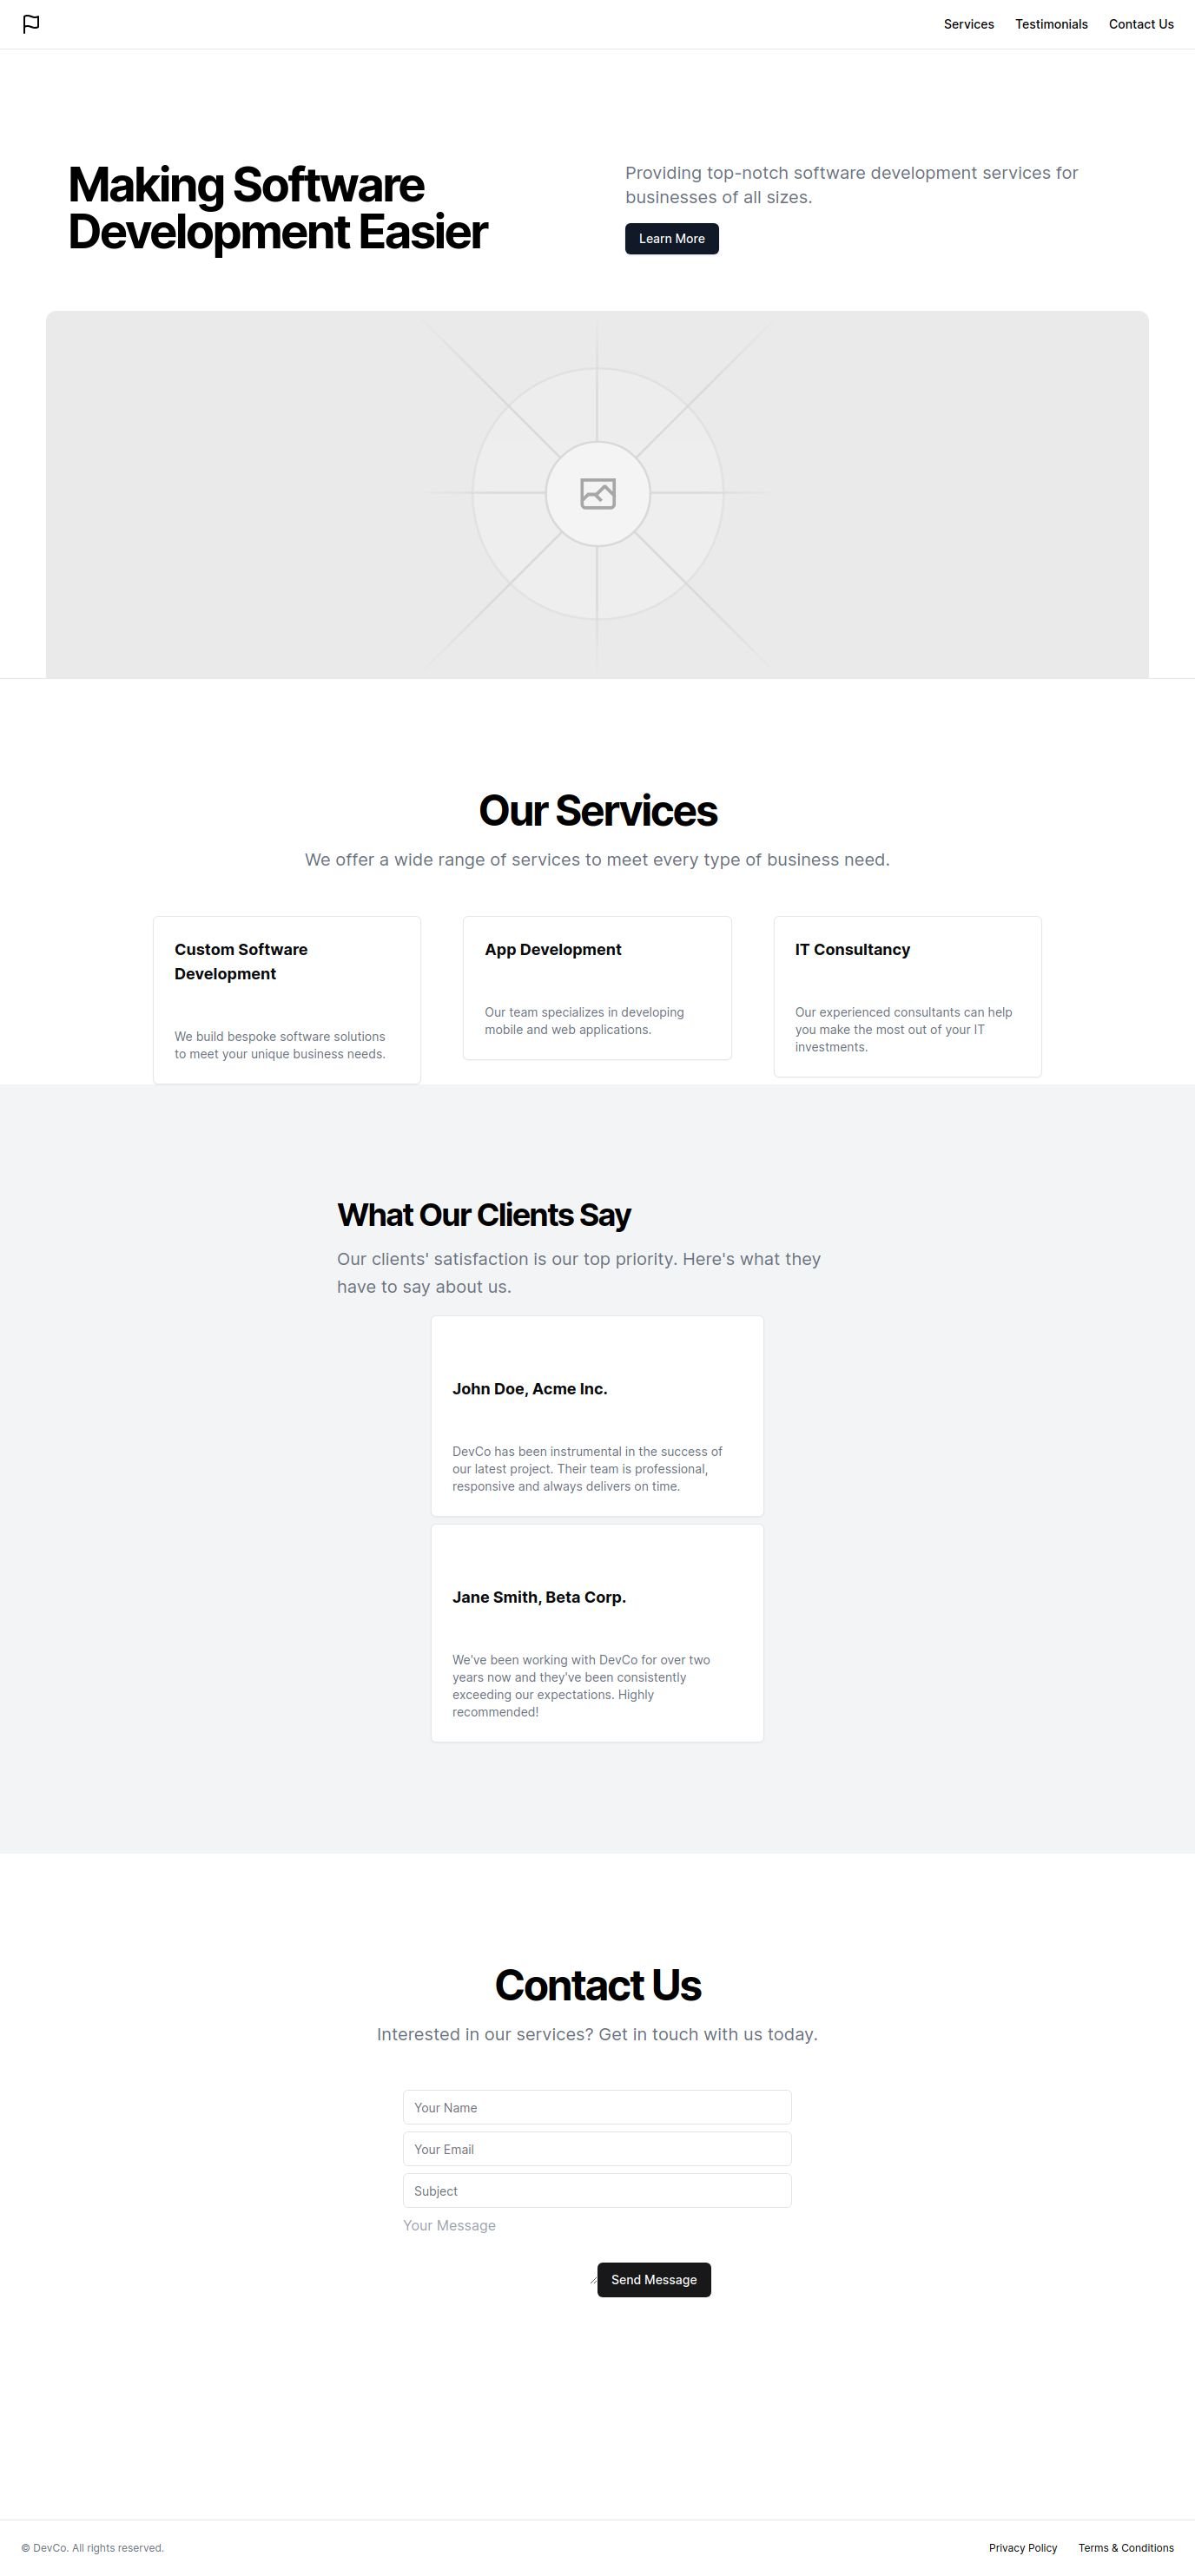 Services
Testimonials
Contact Us
Making Software
Development Easier
Providing top-notch software development services for
businesses of all sizes.
Learn More
Our Services
We offer a wide range of services to meet every type of business need.
Custom Software
Development
We build bespoke software solutions
to meet your unique business needs.
App Development
Our team specializes in developing
mobile and web applications.
IT Consultancy
Our experienced consultants can help
you make the most out of your IT
investments.
What Our Clients Say
Our clients' satisfaction is our top priority. Here's what they
have to say about us.
John Doe, Acme Inc.
DevCo has been instrumental in the success of
our latest project. Their team is professional,
responsive and always delivers on time.
Jane Smith, Beta Corp.
We've been working with DevCo for over two
years now and they've been consistently
exceeding our expectations. Highly
recommended!
Contact Us
Interested in our services? Get in touch with us today.
Your Name
Your Email
Subject
Your Message
Send Message
© DevCo. All rights reserved.
Privacy Policy
Terms & Conditions